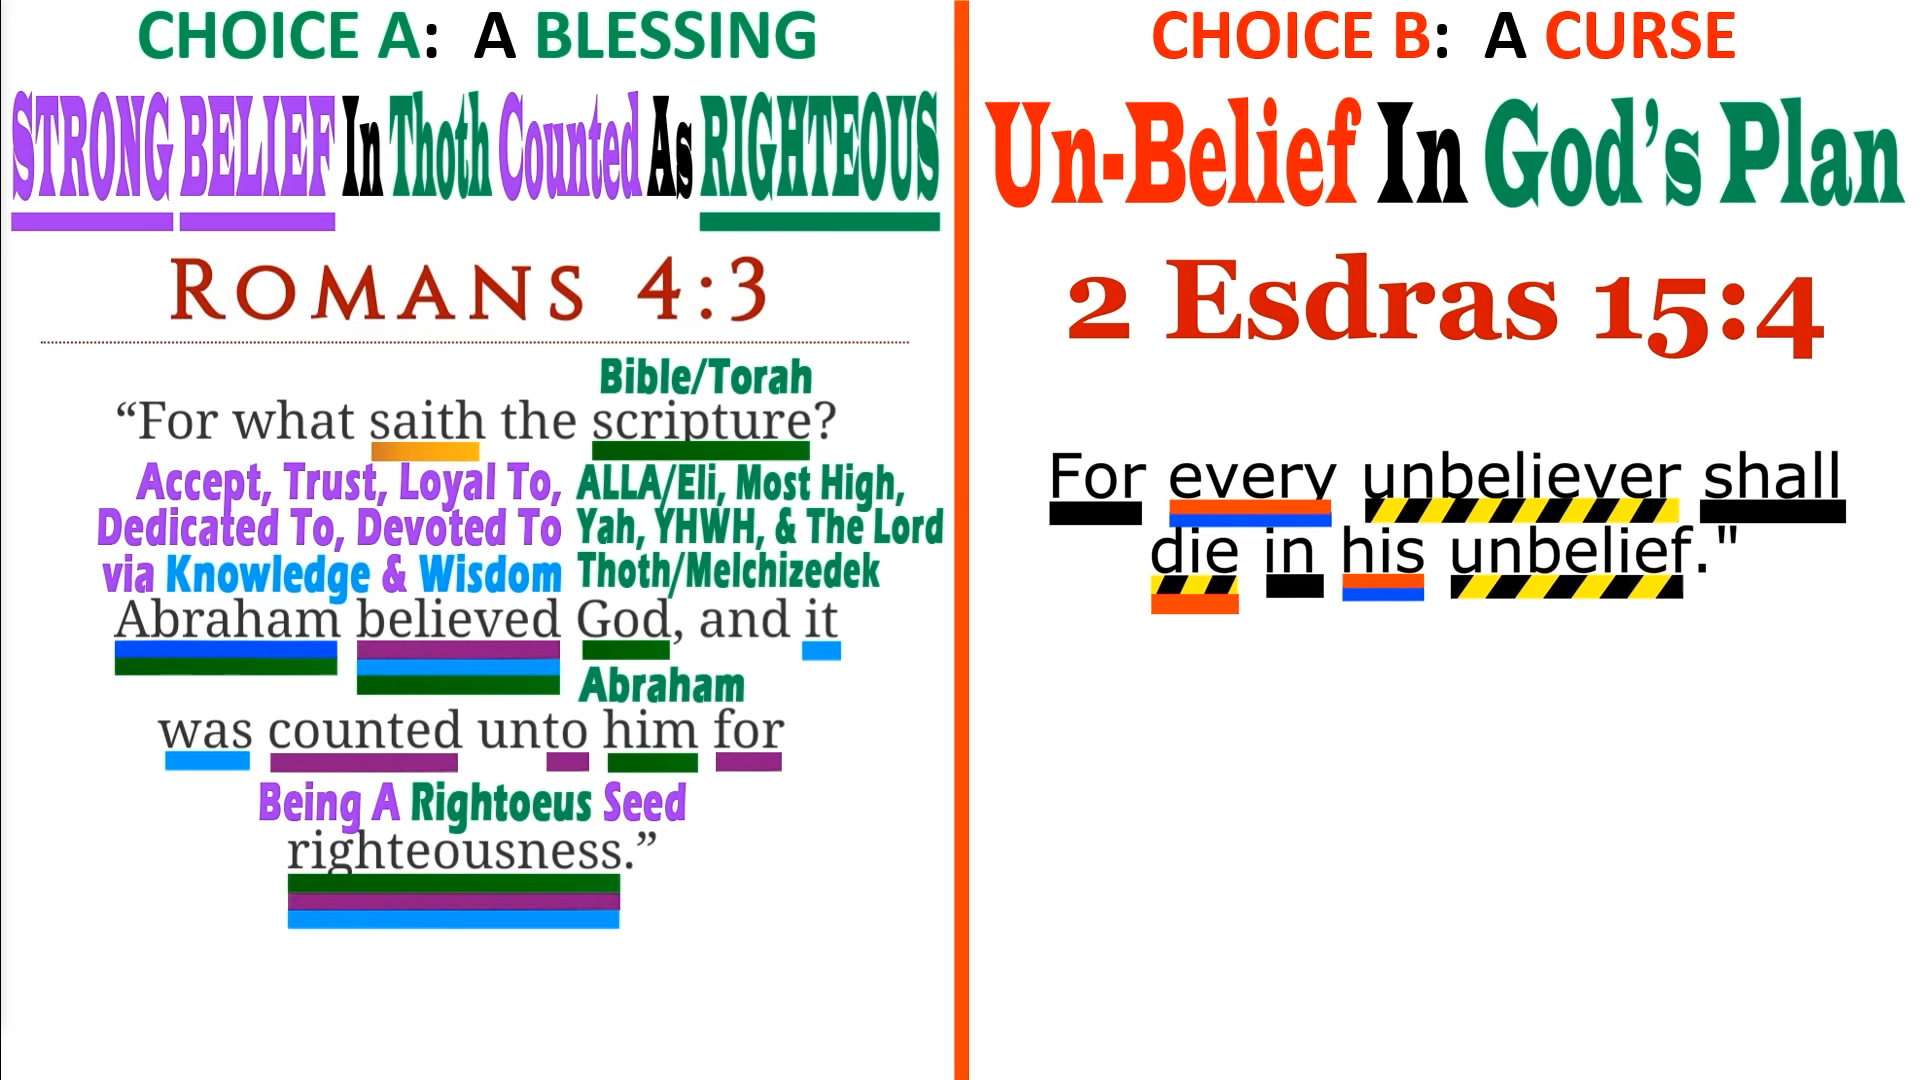 CHOICE A: A BLESSING
STRONG BELIEF In Thoth Counted As RIGHTEOUS
ROMANS 4:3
Bible/Torah
“For what saith the scripture?
Accept, Trust, Loyal To, ALLA/Eli, Most High,
Dedicated To, Devoted To Yah, YHWH, & The Lord
via Knowledge & Wisdom Thoth/Melchizedek
Abraham believed God, and it
Abraham
was counted unto him for
Being A Rightoeus Seed
righteousness.”
CHOICE B: A CURSE
Un-Belief In God’s Plan
2 Esdras 15:4
For every unbeliever shall
die in his unbelief."